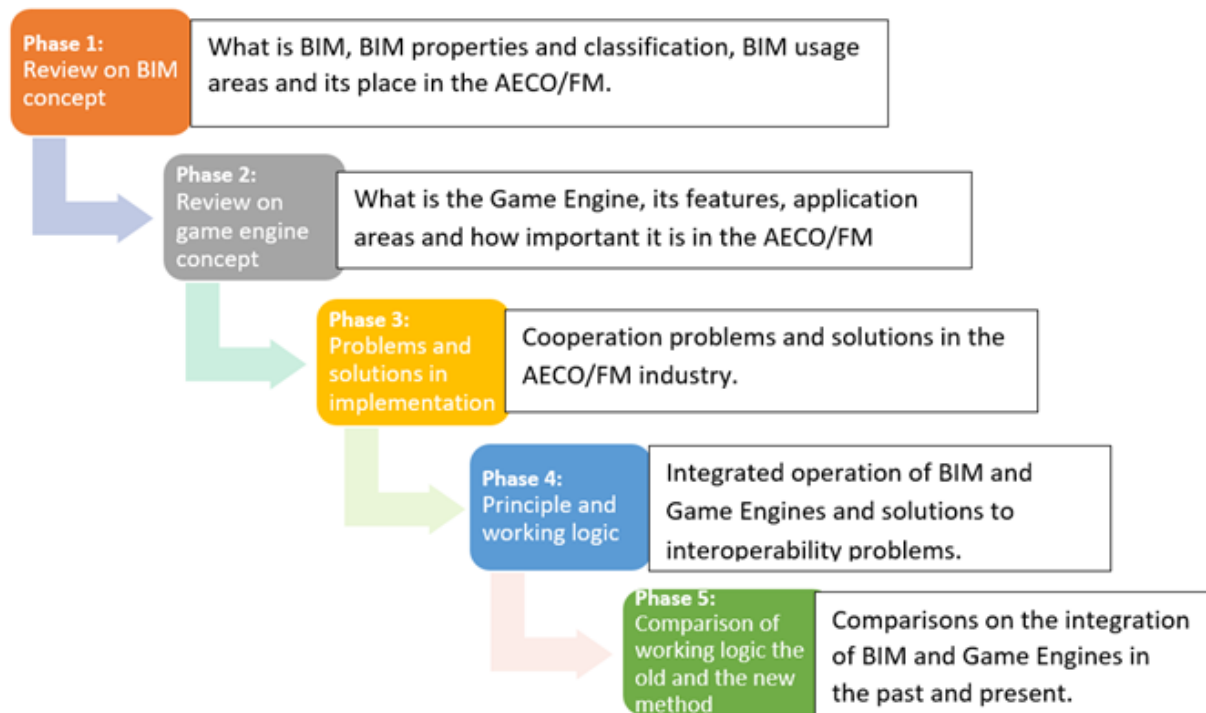 Phase 1:
Review on BIM
concept
What is BIM, BIM properties and classification, BIM usage
areas and its place in the AECO/FM.
Phase 2:
Review on
game engine
concept
What is the Game Engine, its features, application
areas and how important it is in the AECO/FM
Phase 3:
Problems and
solutions in
implementation
Cooperation problems and solutions in the
AECO/FM industry.
Phase 4:
Principle and
working logic
Integrated operation of BIM and
Game Engines and solutions to
interoperability problems.
Phase 5:
Comparison of
working logic the
old and the new
method
Comparisons on the integration
of BIM and Game Engines in
the past and present.